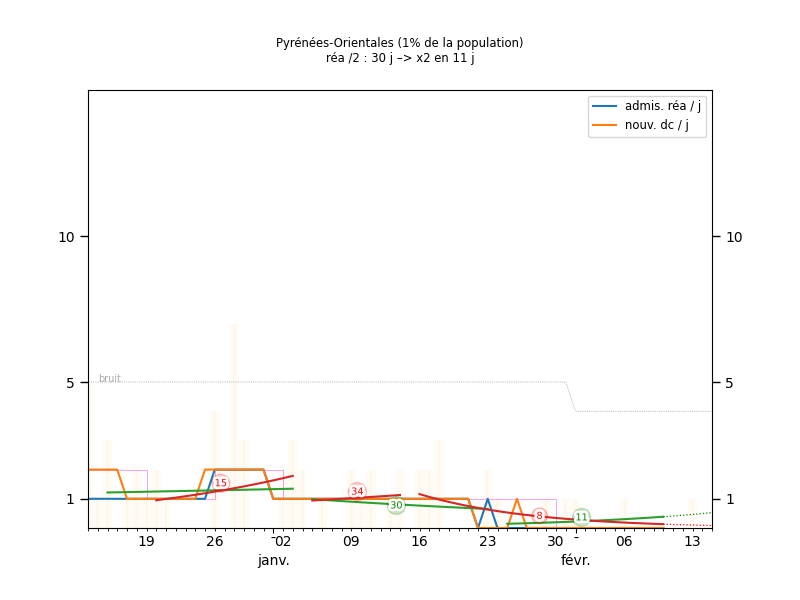 Pyrénées-Orientales (1% de la population)
réa /2 : 30 j –> x2 en 11 j
admis. réa / j
nouv. dc / j
10 10
bruit
5 5
15
34
30
8
11
1 1
19 26 02 09 16 23 30 06 13
janv. févr.